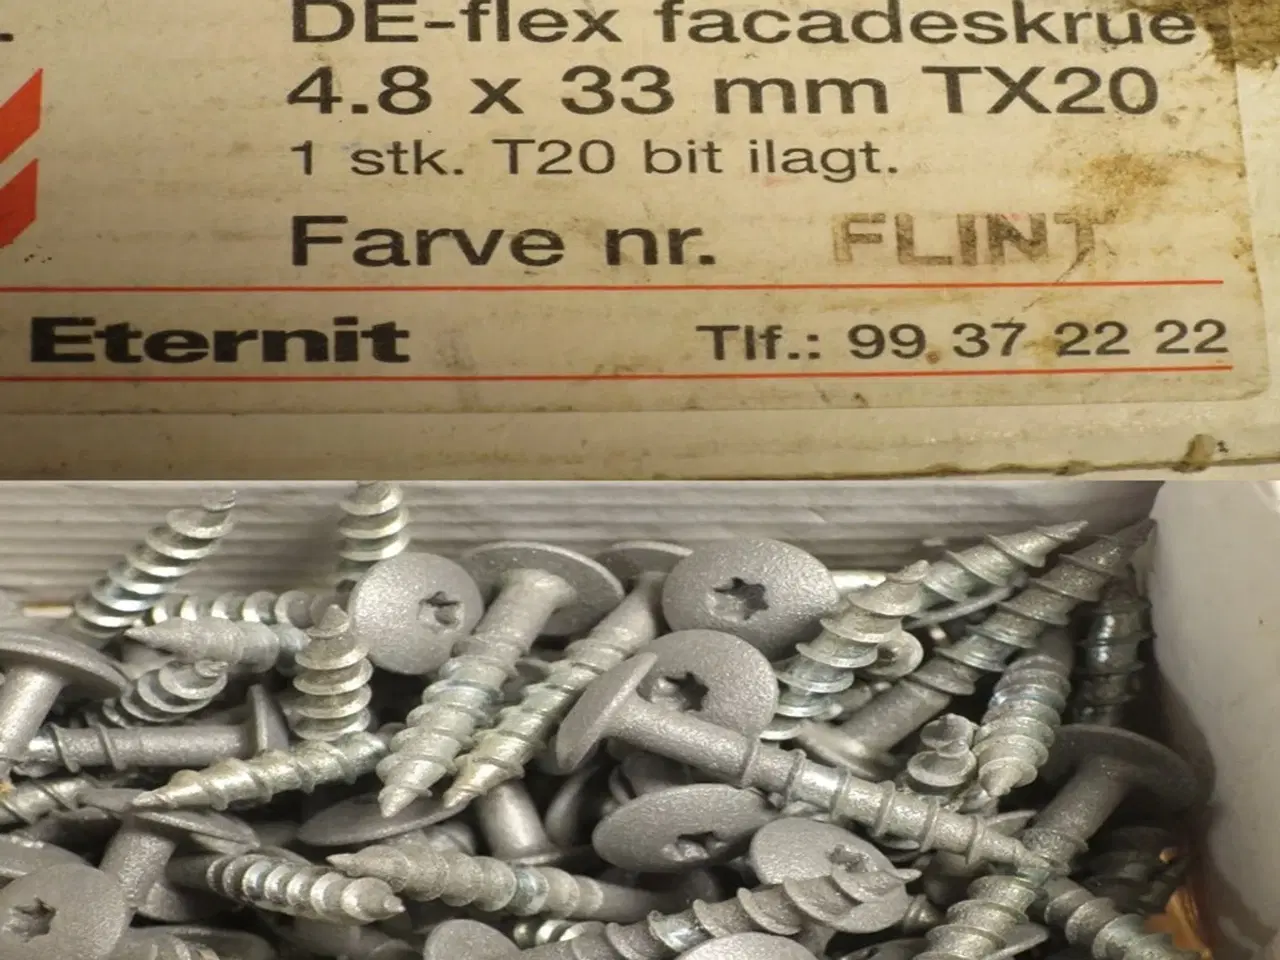 DE-flex facadeskrue
4.8 x 33 mm TX20
1 stk. T20 bit ilagt.
Farve nr. FLINT
Eternit Tlf.: 99 37 22 22